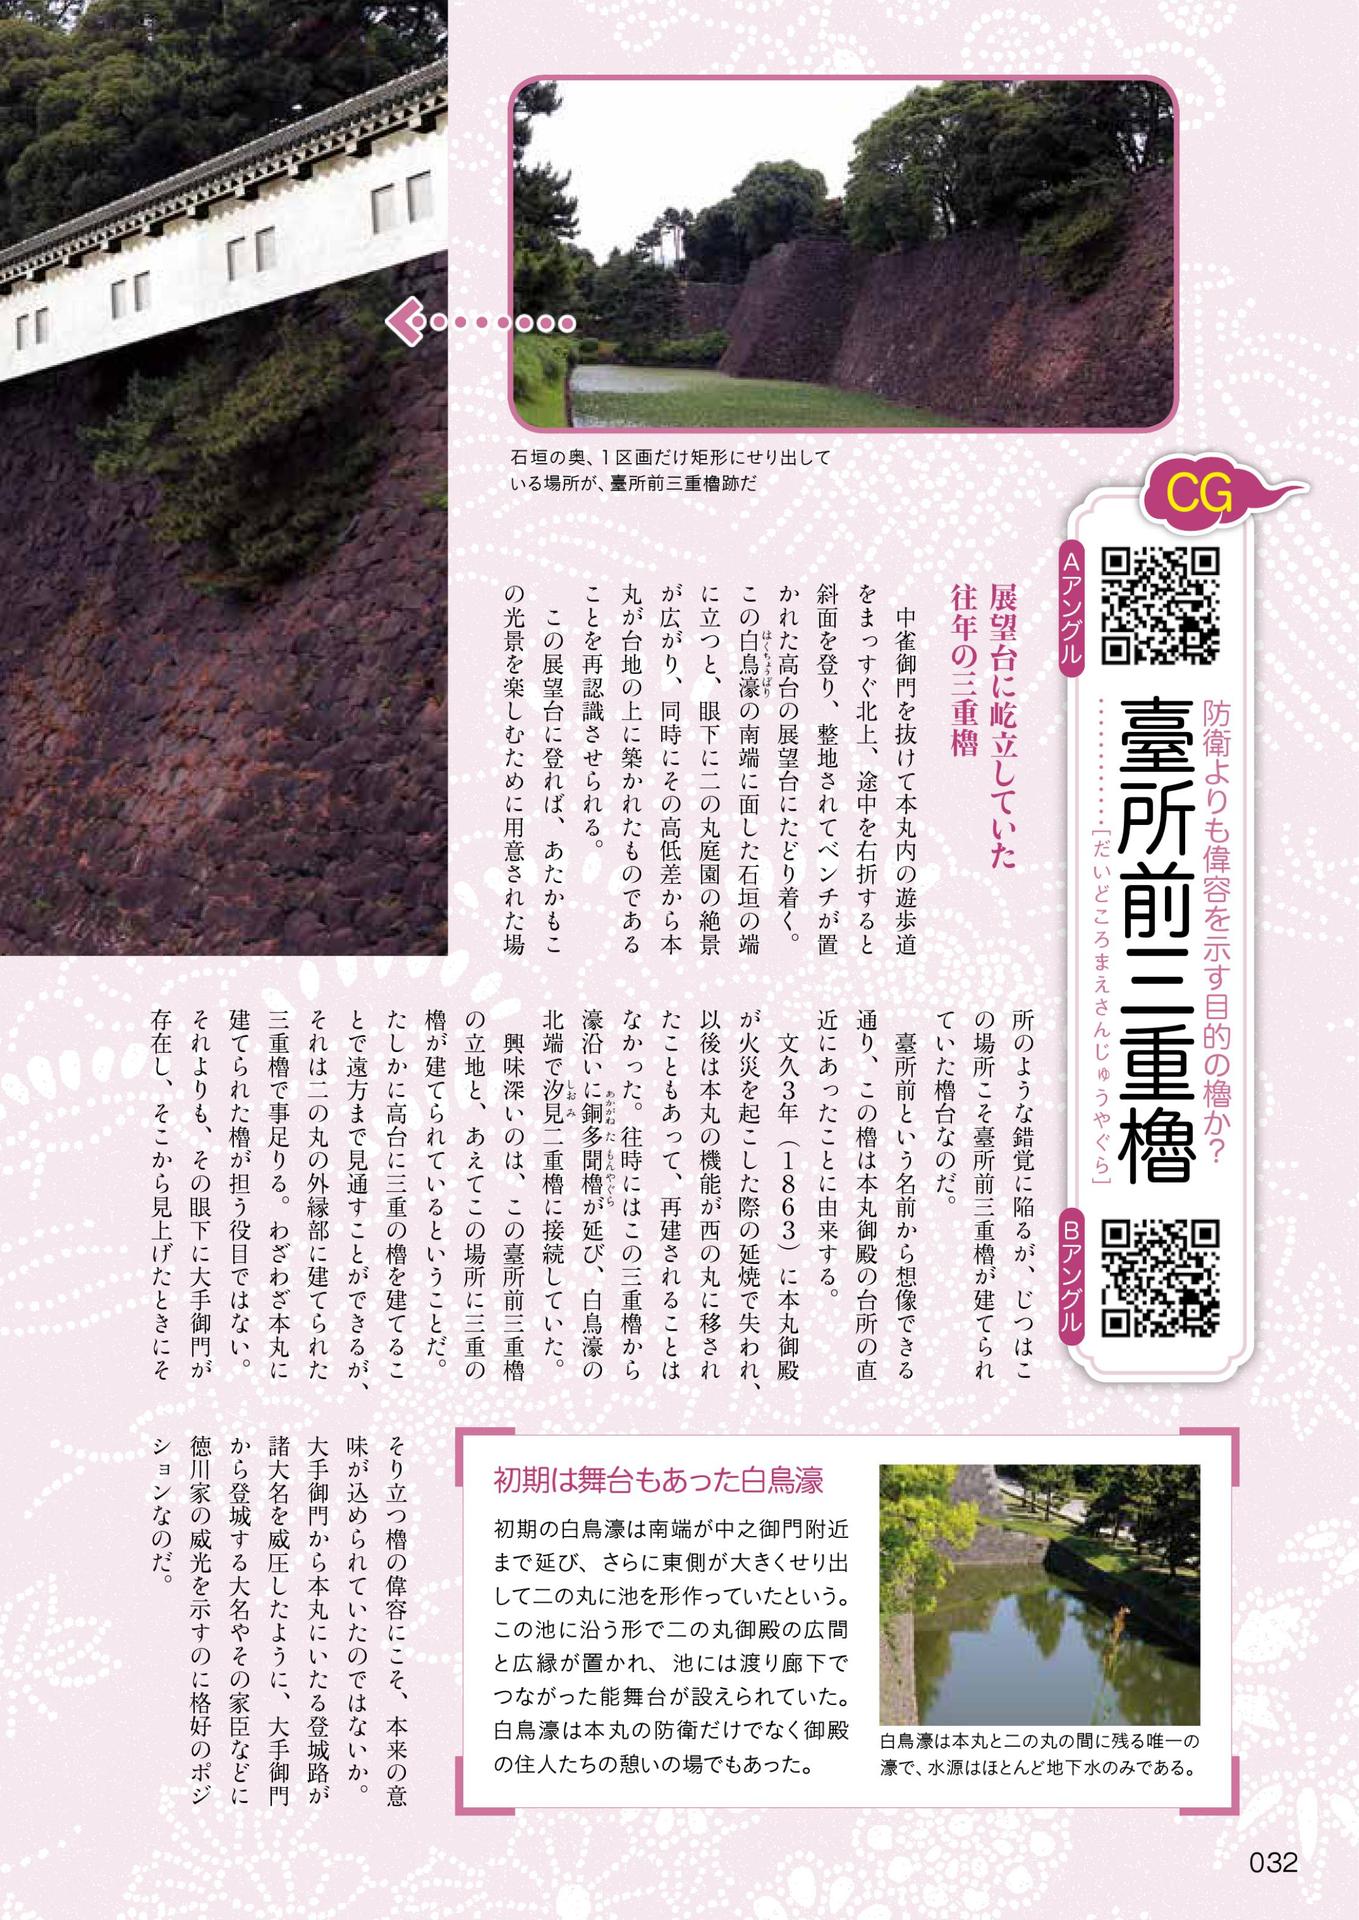 石垣の奥、1区画だけ矩形にせり出して
いる場所が、臺所前三重櫓跡だ
CG
Aアングル
防衛よりも偉容を示す目的の櫓か？
臺所前三重櫓
［だいどころまえさんじゅうやぐら］
Bアングル
展望台に屹立していた
往年の三重櫓
中雀御門を抜けて本丸内の遊歩道
をまっすぐ北上、途中を右折すると
斜面を登り、整地されてベンチが置
かれた高台の展望台にたどり着く。
この白鳥濠の南端に面した石垣の端
はくちょうぼり
に立つと、眼下に二の丸庭園の絶景
が広がり、同時にその高低差から本
丸が台地の上に築かれたものである
ことを再認識させられる。
この展望台に登れば、あたかもこ
の光景を楽しむために用意された場
所のような錯覚に陥るが、じつはこ
の場所こそ臺所前三重櫓が建てられ
ていた櫓台なのだ。
臺所前という名前から想像できる
通り、この櫓は本丸御殿の台所の直
近にあったことに由来する。
文久3年（1863）に本丸御殿
が火災を起こした際の延焼で失われ、
以後は本丸の機能が西の丸に移され
たこともあって、再建されることは
なかった。往時にはこの三重櫓から
濠沿いに銅多聞櫓が延び、白鳥濠の
あかがねたもんやぐら
北端で汐見二重櫓に接続していた。
しおみ
興味深いのは、この臺所前三重櫓
の立地と、あえてこの場所に三重の
櫓が建てられているということだ。
たしかに高台に三重の櫓を建てるこ
とで遠方まで見通すことができるが、
それは二の丸の外縁部に建てられた
三重櫓で事足りる。わざわざ本丸に
建てられた櫓が担う役目ではない。
それよりも、その眼下に大手御門が
存在し、そこから見上げたときにそ
そり立つ櫓の偉容にこそ、本来の意
味が込められていたのではないか。
大手御門から本丸にいたる登城路が
諸大名を威圧したように、大手御門
から登城する大名やその家臣などに
徳川家の威光を示すのに格好のポジ
ションなのだ。
初期は舞台もあった白鳥濠
初期の白鳥濠は南端が中之御門附近
まで延び、さらに東側が大きくせり出
して二の丸に池を形作っていたという。
この池に沿う形で二の丸御殿の広間
と広縁が置かれ、池には渡り廊下で
つながった能舞台が設えられていた。
白鳥濠は本丸の防衛だけでなく御殿
の住人たちの憩いの場でもあった。
白鳥濠は本丸と二の丸の間に残る唯一の
濠で、水源はほとんど地下水のみである。
032